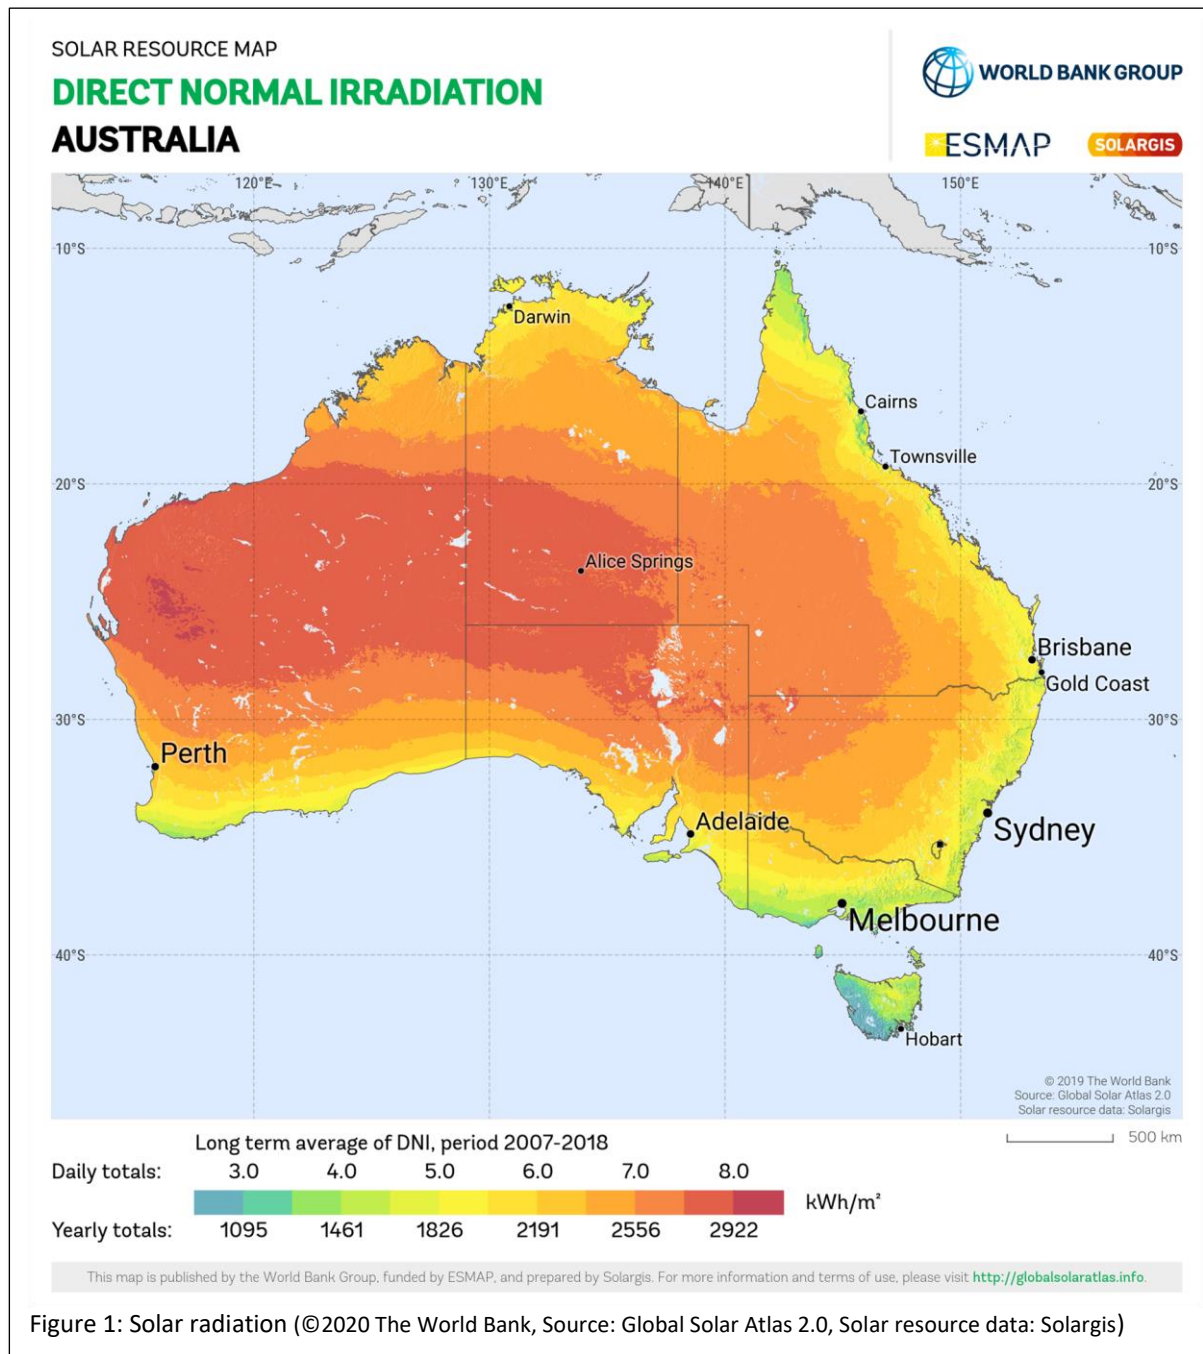 SOLAR RESOURCE MAP
DIRECT NORMAL IRRADIATION
AUSTRALIA
WORLD BANK GROUP
ESMAP
SOLARGIS
120°E
130°E
140°E
150°E
10°S
10°S
Darwin
Cairns
Townsville
20°S
20°S
Alice Springs
Brisbane
Gold Coast
30°S
30°S
Perth
Adelaide
Sydney
Melbourne
40°S
40°S
Hobart
© 2019 The World Bank
Source: Global Solar Atlas 2.0
Solar resource data: Solargis
Long term average of DNI, period 2007-2018
500 km
Daily totals: 3.0 4.0 5.0 6.0 7.0 8.0
kWh/m²
Yearly totals: 1095 1461 1826 2191 2556 2922
This map is published by the World Bank Group, funded by ESMAP, and prepared by Solargis. For more information and terms of use, please visit http://globalsolaratlas.info.
Figure 1: Solar radiation (©2020 The World Bank, Source: Global Solar Atlas 2.0, Solar resource data: Solargis)